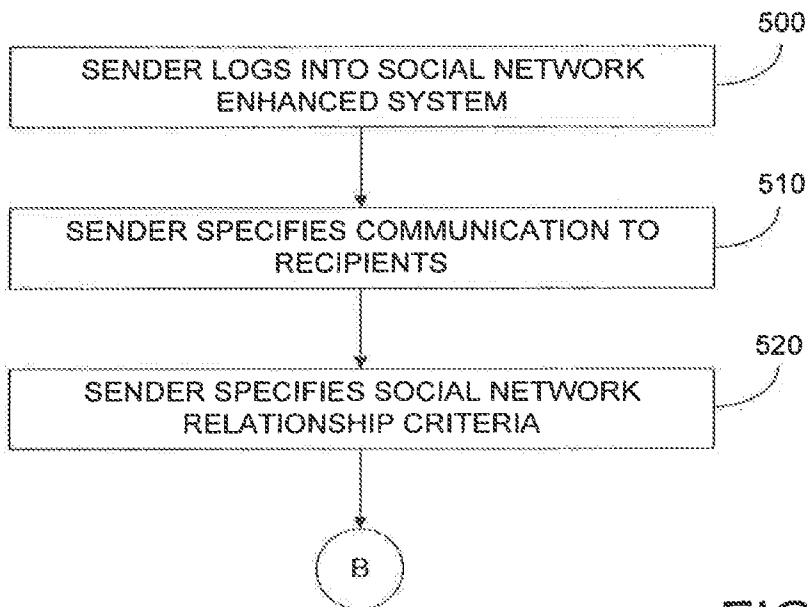 500
SENDER LOGS INTO SOCIAL NETWORK
ENHANCED SYSTEM
510
SENDER SPECIFIES COMMUNICATION TO
RECIPIENTS
520
SENDER SPECIFIES SOCIAL NETWORK
RELATIONSHIP CRITERIA
B